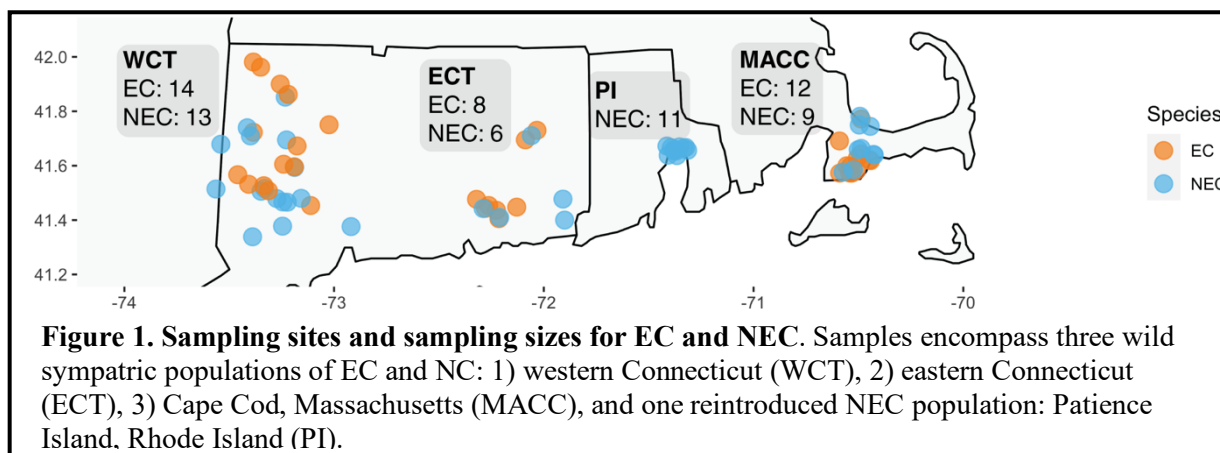 42.0
41.8
41.6
41.4
41.2
WCT
EC: 14
NEC: 13
ECT
EC: 8
NEC: 6
PI
NEC: 11
MACC
EC: 12
NEC: 9
Species
EC
NEC
-74
-73
-72
-71
-70
Figure 1. Sampling sites and sampling sizes for EC and NEC. Samples encompass three wild
sympatric populations of EC and NC: 1) western Connecticut (WCT), 2) eastern Connecticut
(ECT), 3) Cape Cod, Massachusetts (MACC), and one reintroduced NEC population: Patience
Island, Rhode Island (PI).